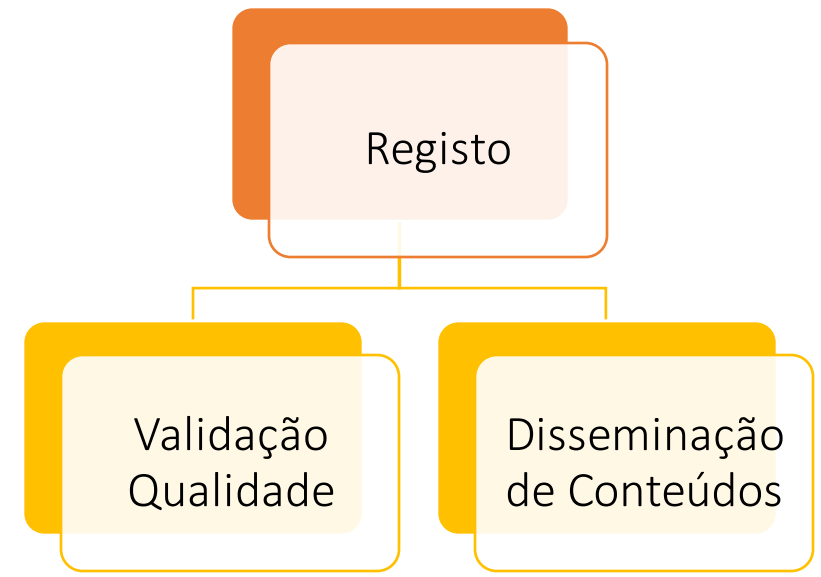 Registo
Validação
Qualidade
Disseminação
de Conteúdos